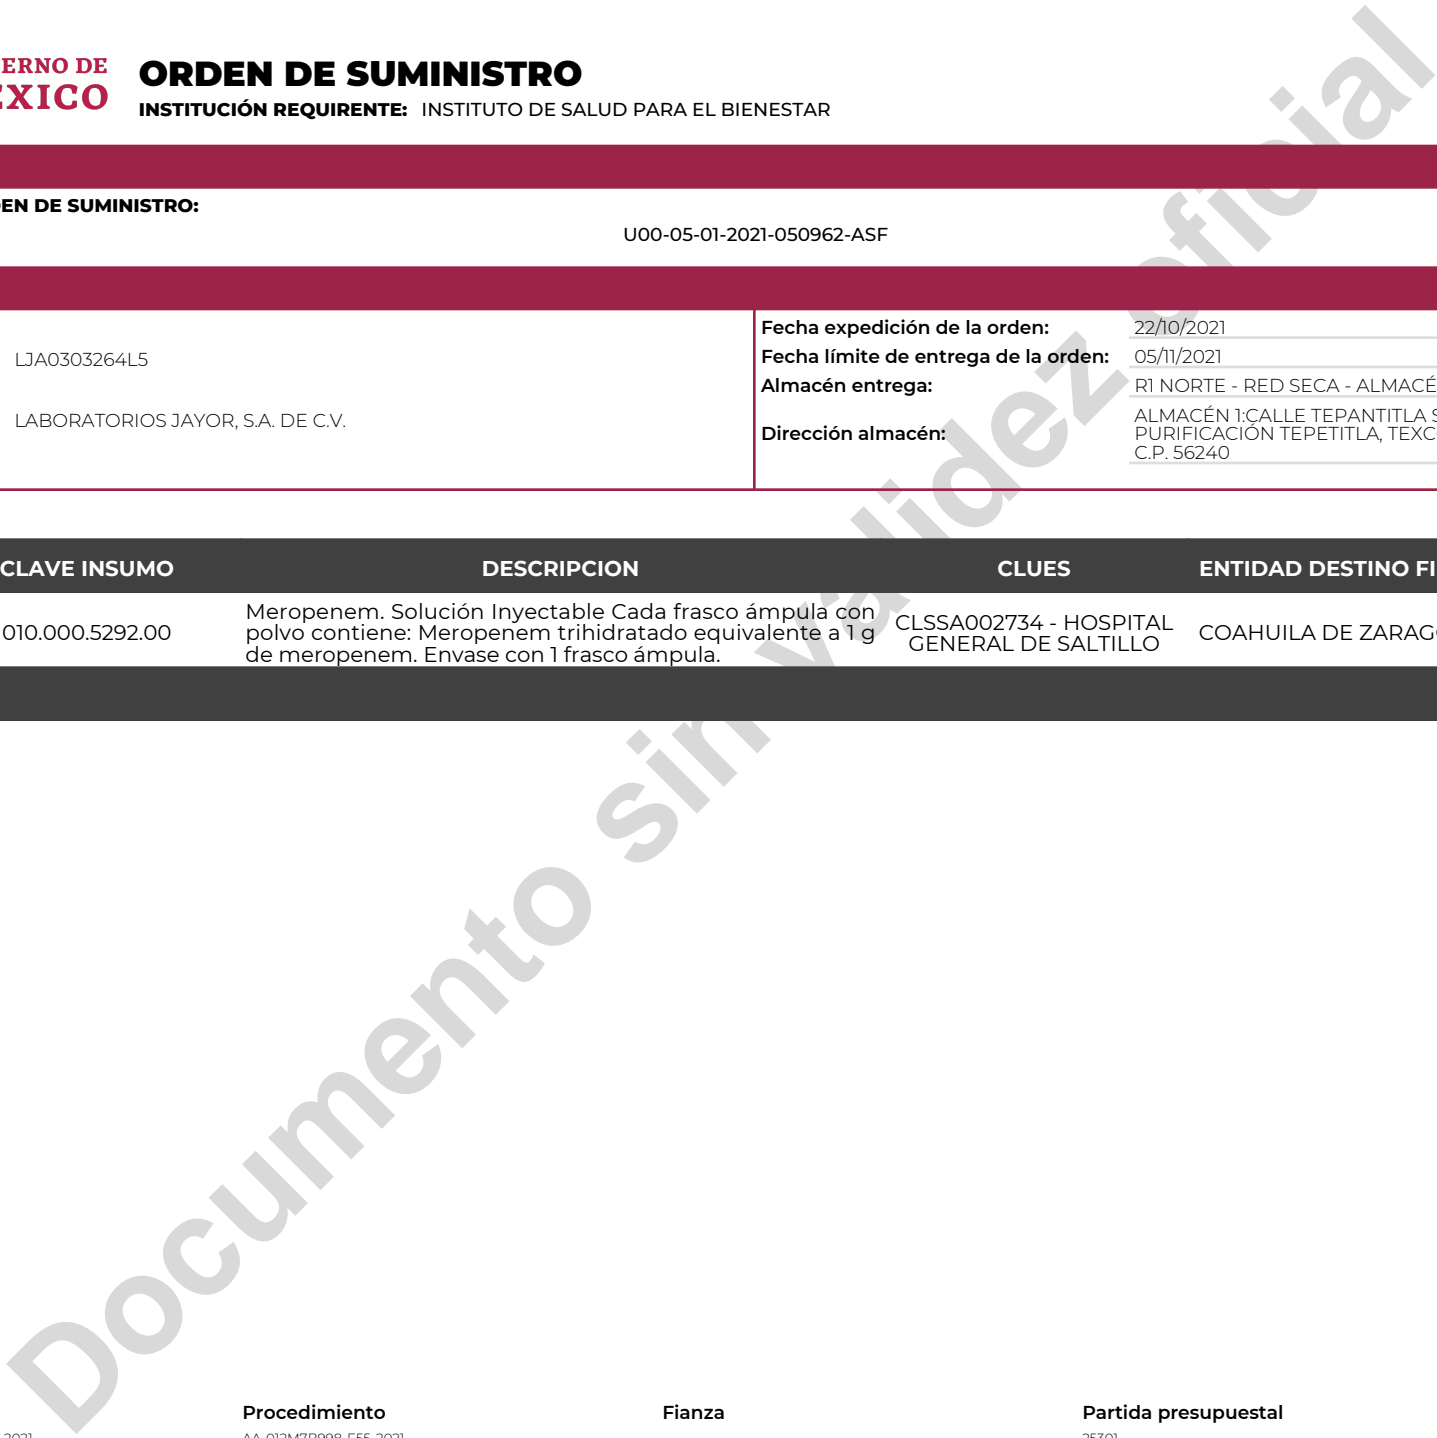 ERNO DE
EXICO
ORDEN DE SUMINISTRO
INSTITUCIÓN REQUIRENTE: INSTITUTO DE SALUD PARA EL BIENESTAR
EN DE SUMINISTRO:
U00-05-01-2021-050962-ASF
LJA0303264L5
LABORATORIOS JAYOR, S.A. DE C.V.
Fecha expedición de la orden: 22/10/2021
Fecha límite de entrega de la orden: 05/11/2021
Almacén entrega: R1 NORTE - RED SECA - ALMACÉ
Dirección almacén:
ALMACÉN 1:CALLE TEPANTITLA S
PURIFICACIÓN TEPETITLA, TEXC
C.P. 56240
CLAVE INSUMO DESCRIPCION CLUES ENTIDAD DESTINO FI
010.000.5292.00
Meropenem. Solución Inyectable Cada frasco ámpula con
polvo contiene: Meropenem trihidratado equivalente a 1 g
de meropenem. Envase con 1 frasco ámpula.
CLSSA002734 - HOSPITAL
GENERAL DE SALTILLO
COAHUILA DE ZARAG
Documento sin validez oficial
Procedimiento Fianza Partida presupuestal